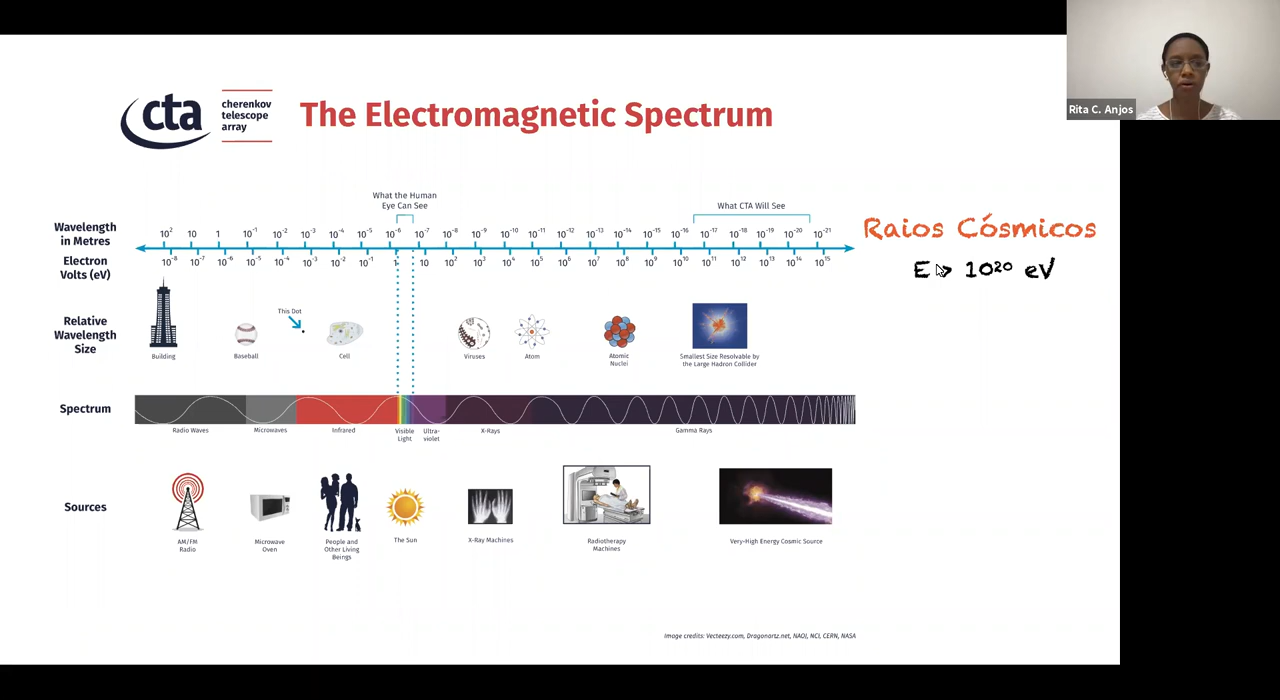 Rita C. Anjos
cta
cherenkov
telescope
array
The Electromagnetic Spectrum
What the Human
Eye Can See
What CTA Will See
Wavelength
in Metres
10² 10 1 10⁻¹ 10⁻² 10⁻³ 10⁻⁴ 10⁻⁵ 10⁻⁶ 10⁻⁷ 10⁻⁸ 10⁻⁹ 10⁻¹⁰ 10⁻¹¹ 10⁻¹² 10⁻¹³ 10⁻¹⁴ 10⁻¹⁵ 10⁻¹⁶ 10⁻¹⁷ 10⁻¹⁸ 10⁻¹⁹ 10⁻²⁰ 10⁻²¹
Electron
Volts (eV)
10⁻⁸ 10⁻⁷ 10⁻⁶ 10⁻⁵ 10⁻⁴ 10⁻³ 10⁻² 10⁻¹ 1 10 10² 10³ 10⁴ 10⁵ 10⁶ 10⁷ 10⁸ 10⁹ 10¹⁰ 10¹¹ 10¹² 10¹³ 10¹⁴ 10¹⁵
Raios Cósmicos
E > 10²⁰ eV
Relative
Wavelength
Size
This Dot
Building
Baseball
Cell
Viruses
Atom
Atomic
Nuclei
Smallest Size Resolvable by
the Large Hadron Collider
Spectrum
Radio Waves
Microwaves
Infrared
Visible
Light
Ultra-
violet
X-Rays
Gamma Rays
Sources
AM/FM
Radio
Microwave
Oven
People and
Other Living
Beings
The Sun
X-Ray Machines
Radiotherapy
Machines
Very-High Energy Cosmic Source
Image credits: Vecteezy.com, Dragonartz.net, NAOJ, NCI, CERN, NASA